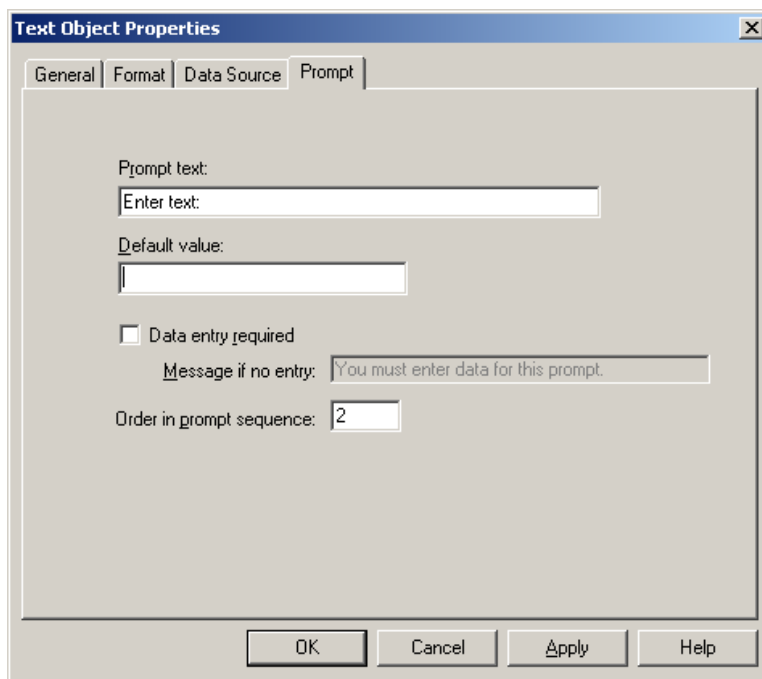 Text Object Properties
General Format Data Source Prompt
Prompt text:
Enter text:
Default value:
Data entry required
Message if no entry: You must enter data for this prompt.
Order in prompt sequence: 2
OK Cancel Apply Help